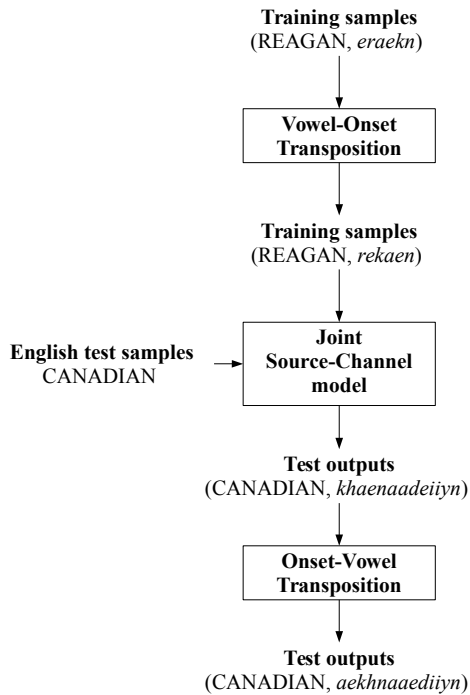 Training samples
(REAGAN, eraekn)
Vowel-Onset
Transposition
Training samples
(REAGAN, rekaen)
English test samples
CANADIAN
Joint
Source-Channel
model
Test outputs
(CANADIAN, khaenaadeiiyn)
Onset-Vowel
Transposition
Test outputs
(CANADIAN, aekhnaaediiyn)